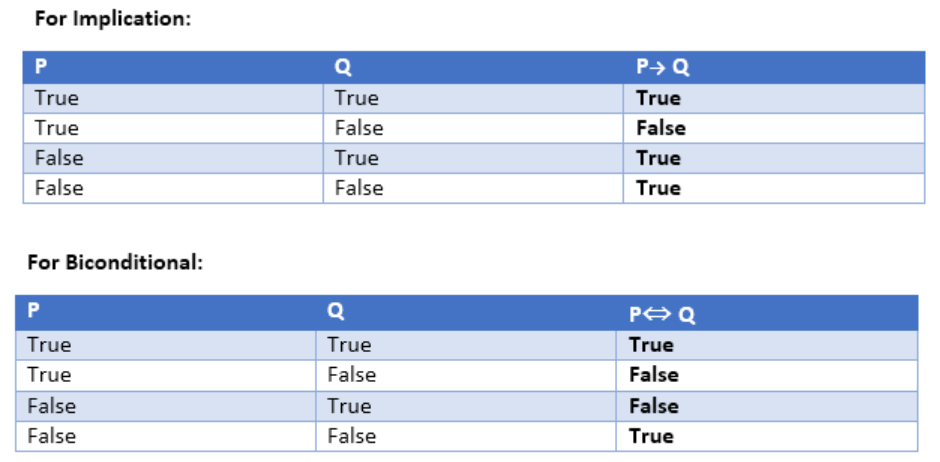 For Implication:
P Q P→ Q
True True True
True False False
False True True
False False True
For Biconditional:
P Q P⇔ Q
True True True
True False False
False True False
False False True